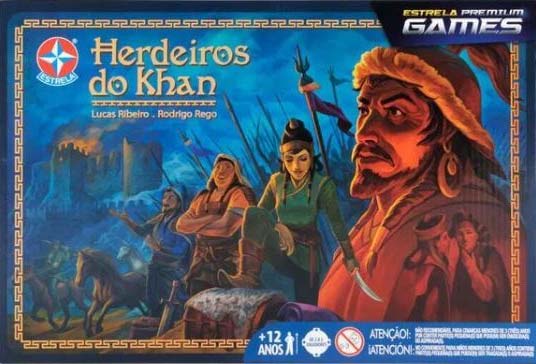 ESTRELA PREMIUM
GAMES
ESTRELA
Herdeiros
do Khan
Lucas Ribeiro . Rodrigo Rego
+12
ANOS
ATENÇÃO:
¡ATENCIÓN!